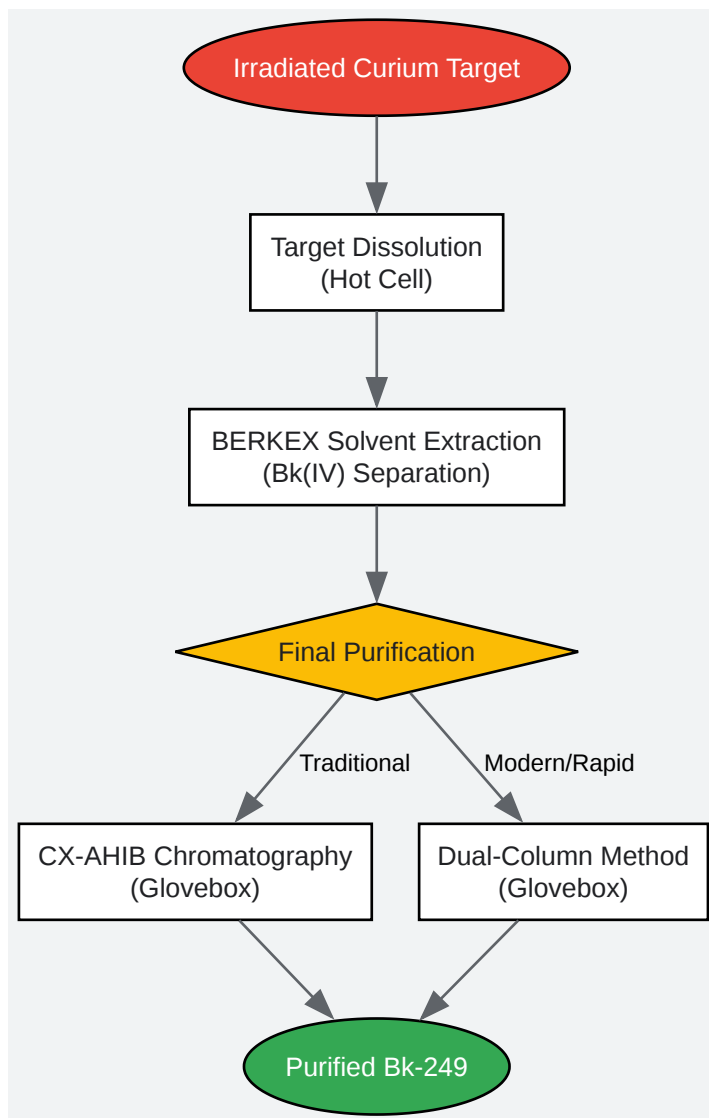 Irradiated Curium Target
Target Dissolution
(Hot Cell)
BERKEX Solvent Extraction
(Bk(IV) Separation)
Final Purification
Traditional
Modern/Rapid
CX-AHIB Chromatography
(Glovebox)
Dual-Column Method
(Glovebox)
Purified Bk-249